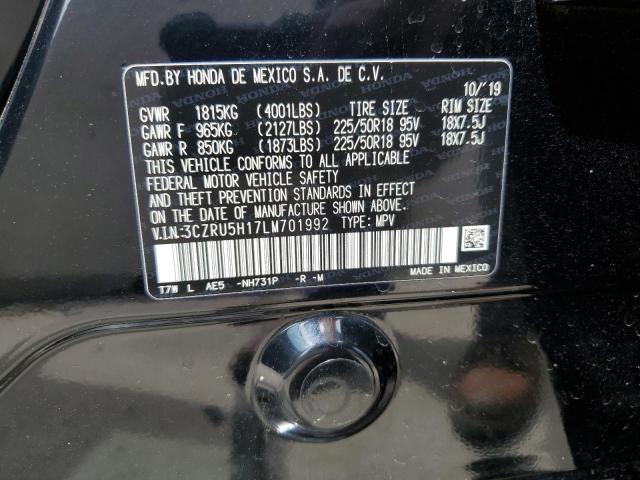 MFD.BY HONDA DE MEXICO S.A. DE C.V.
10/'19
GVWR 1815KG (4001LBS) TIRE SIZE RIM SIZE
GAWR F 965KG (2127LBS) 225/50R18 95V 18X7.5J
GAWR R 850KG (1873LBS) 225/50R18 95V 18X7.5J
THIS VEHICLE CONFORMS TO ALL APPLICABLE
FEDERAL MOTOR VEHICLE SAFETY
AND THEFT PREVENTION STANDARDS IN EFFECT
ON THE DATE OF MANUFACTURE SHOWN ABOVE.
V.I.N:3CZRU5H17LM701992 TYPE: MPV
MADE IN MEXICO
T7W L AE5 -NH731P -R -M